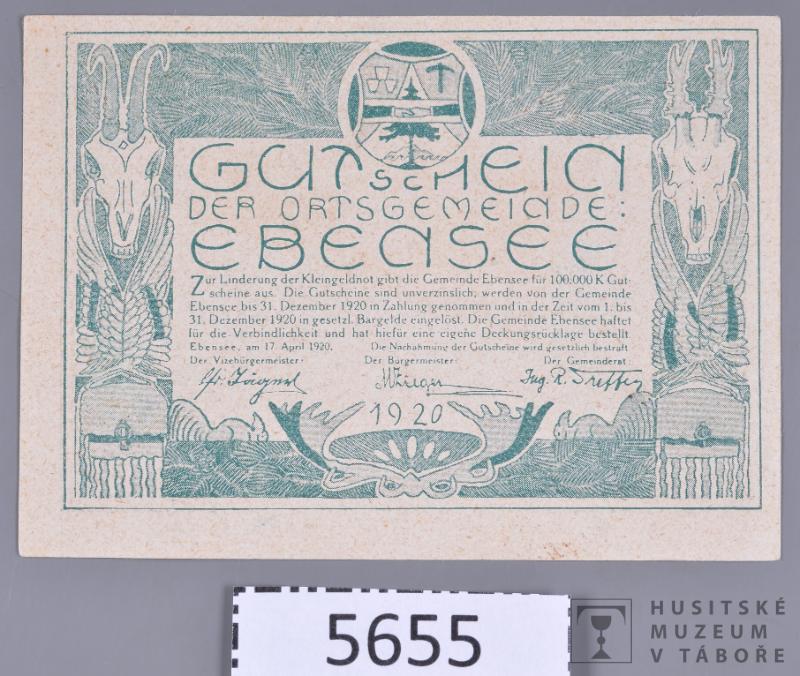 GUTSCHEIN
DER ORTSGEMEINDE:
EBENSEE
Zur Linderung der Kleingeldnot gibt die Gemeinde Ebensee für 100.000 K Gut-
scheine aus. Die Gutscheine sind unverzinslich; werden von der Gemeinde
Ebensee bis 31. Dezember 1920 in Zahlung genommen und in der Zeit vom 1. bis
31. Dezember 1920 in gesetzl. Bargelde eingelöst. Die Gemeinde Ebensee haftet
für die Verbindlichkeit und hat hiefür eine eigene Deckungsrücklage bestellt.
Ebensee, am 17. April 1920. Die Nachahmung der Gutscheine wird gesetzlich bestraft.
Der Vizebürgermeister: Der Bürgermeister: Der Gemeinderat:
Ing. R.
1920
5655
HUSITSKÉ
MUZEUM
V TÁBOŘE